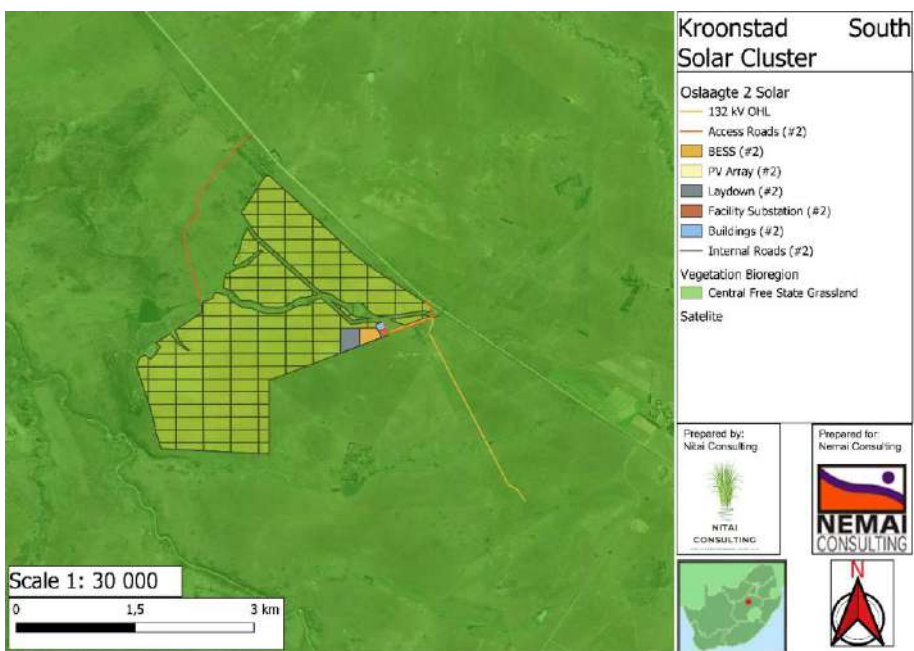 Kroonstad South
Solar Cluster
Oslaagte 2 Solar
132 kV OHL
Access Roads (#2)
BESS (#2)
PV Array (#2)
Laydown (#2)
Facility Substation (#2)
Buildings (#2)
Internal Roads (#2)
Vegetation Bioregion
Central Free State Grassland
Satelite
Prepared by:
Nitai Consulting
NITAI
CONSULTING
Prepared for:
Nemai Consulting
NEMAI
CONSULTING
N
Scale 1: 30 000
0 1,5 3 km